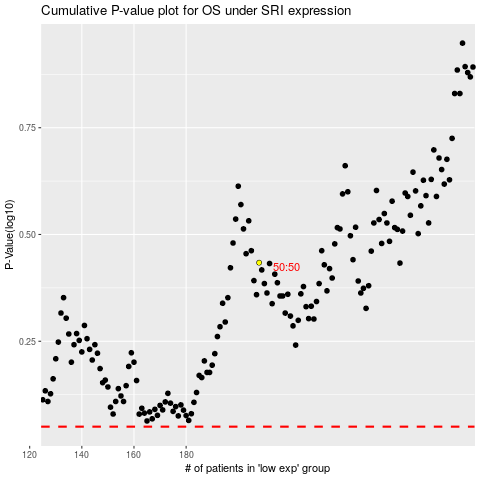 Cumulative P-value plot for OS under SRI expression
P-Value(log10)
0.75
0.50
0.25
50:50
120 140 160 180
# of patients in 'low exp' group